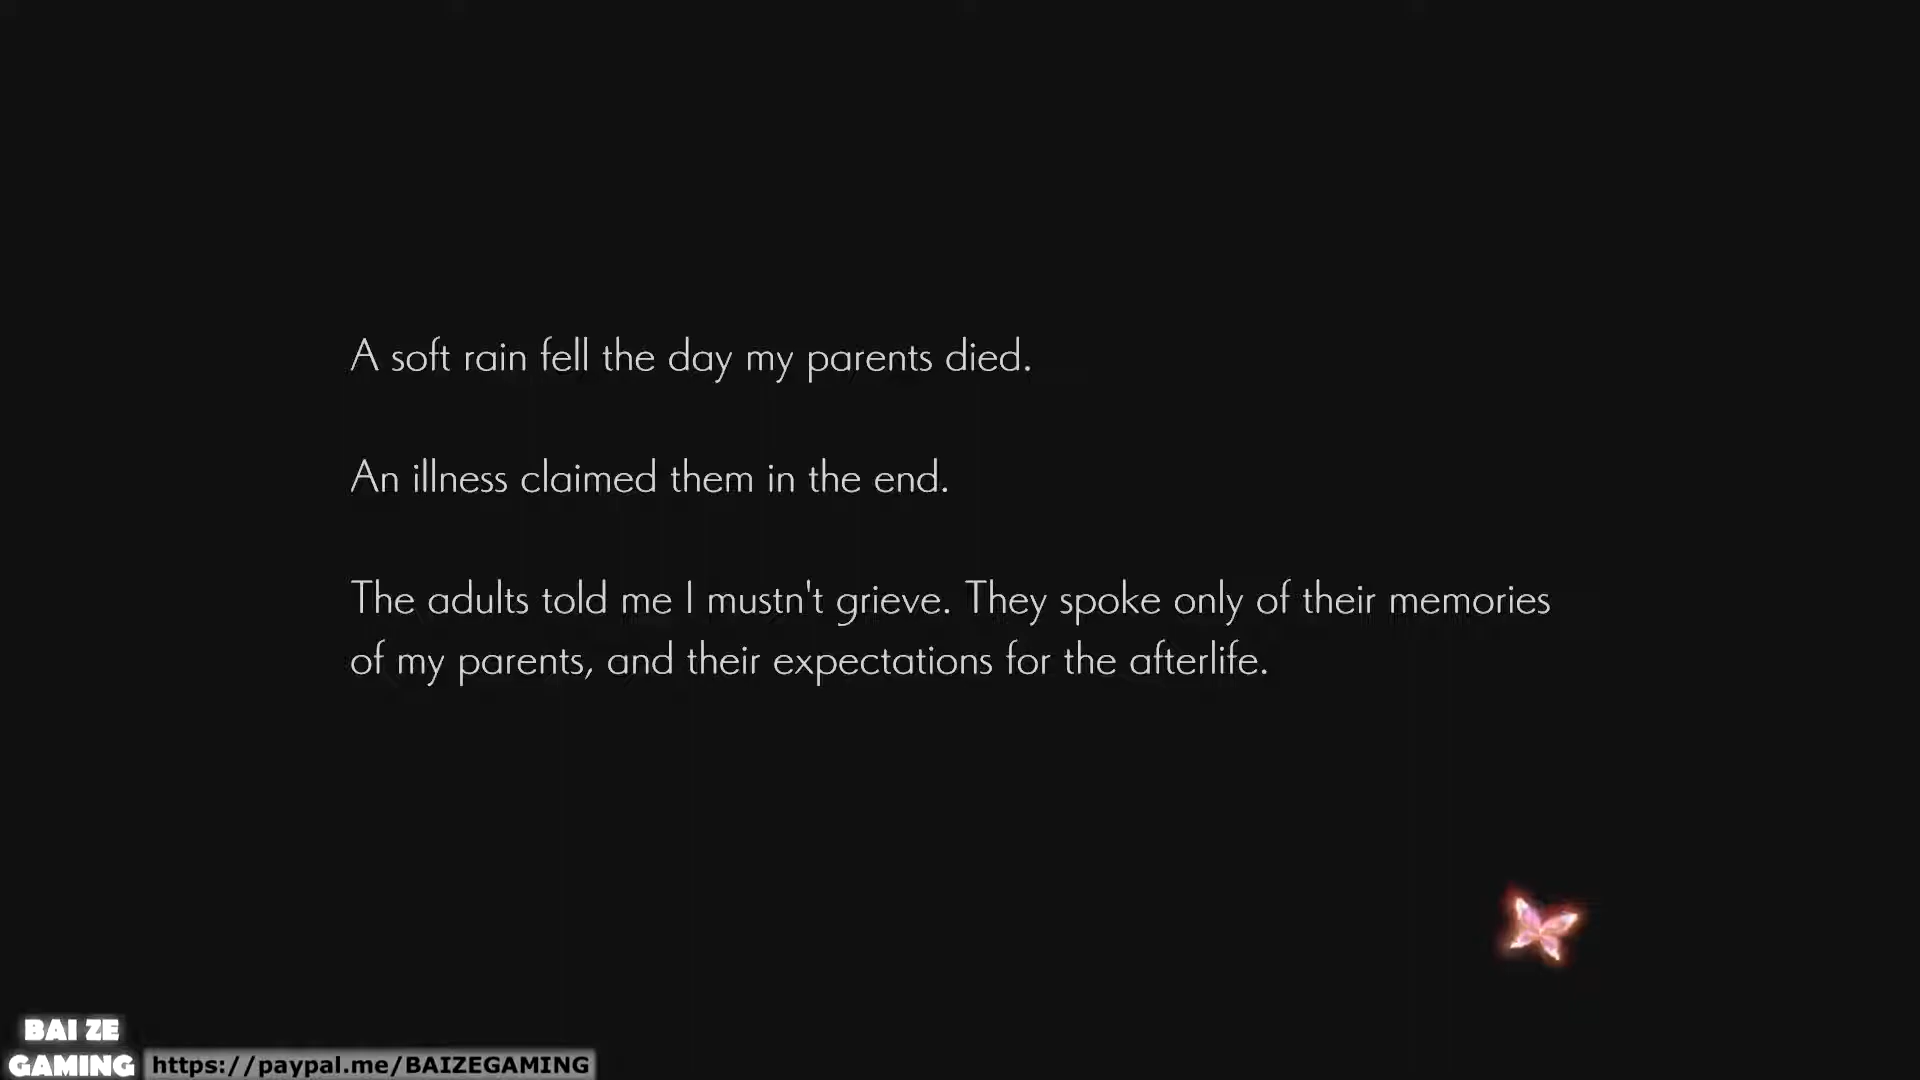 A soft rain fell the day my parents died.
An illness claimed them in the end.
The adults told me I mustn't grieve. They spoke only of their memories
of my parents, and their expectations for the afterlife.
BAI ZE
GAMING
https://paypal.me/BAIZEGAMING